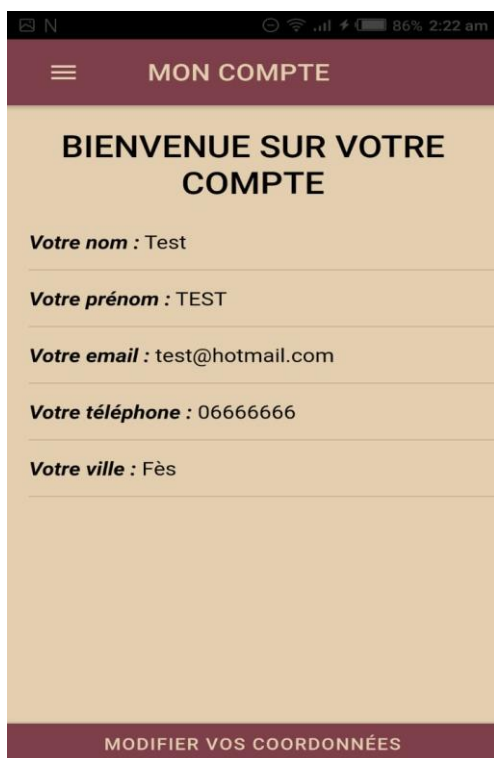 N 86% 2:22 am
MON COMPTE
BIENVENUE SUR VOTRE
COMPTE
Votre nom : Test
Votre prénom : TEST
Votre email : test@hotmail.com
Votre téléphone : 06666666
Votre ville : Fès
MODIFIER VOS COORDONNÉES